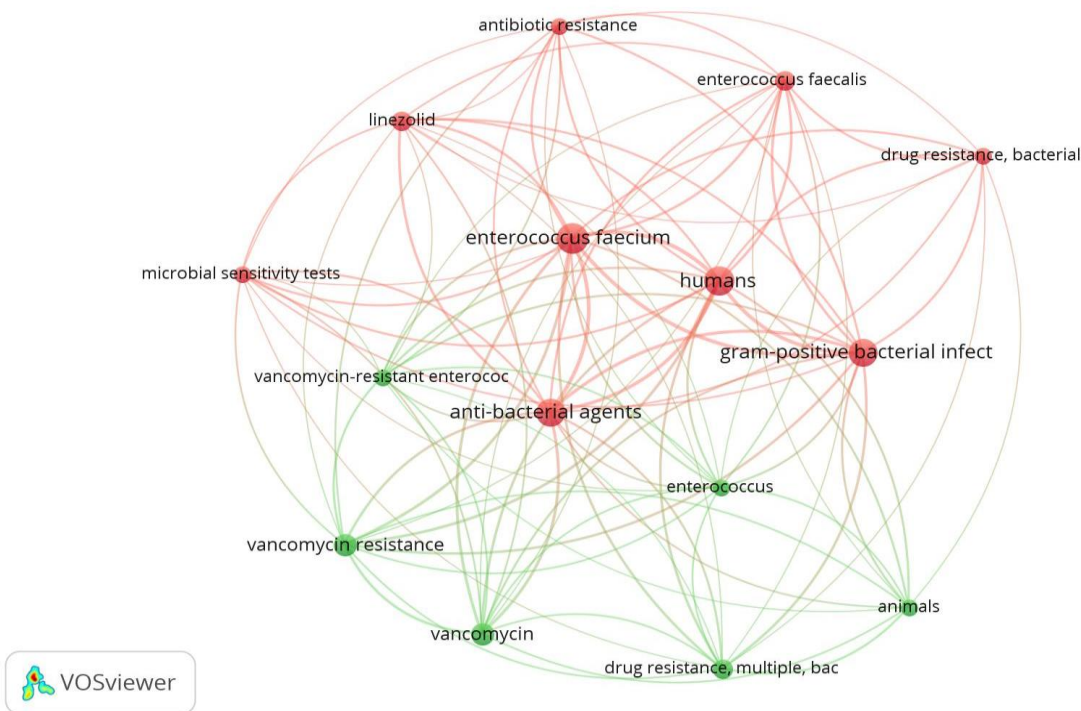 antibiotic resistance
enterococcus faecalis
linezolid
drug resistance, bacterial
enterococcus faecium
microbial sensitivity tests
humans
gram-positive bacterial infect
vancomycin-resistant enterococ
anti-bacterial agents
enterococcus
vancomycin resistance
animals
vancomycin
drug resistance, multiple, bac
VOSviewer